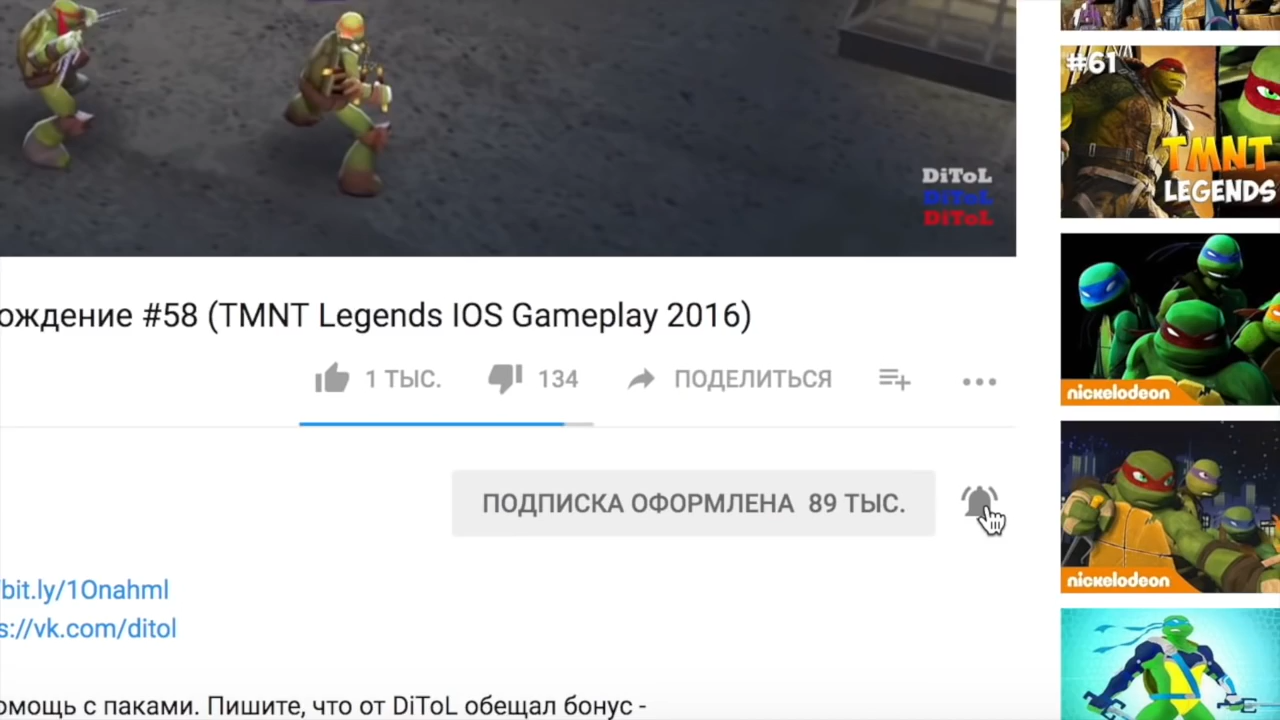 #61
TMNT
LEGENDS
DiToL
DiToL
DiToL
ождение #58 (TMNT Legends IOS Gameplay 2016)
1 ТЫС. 134 ПОДЕЛИТЬСЯ
nickelodeon
ПОДПИСКА ОФОРМЛЕНА 89 ТЫС.
nickelodeon
bit.ly/1Onahml
s://vk.com/ditol
омощь с паками. Пишите, что от DiToL обещал бонус -